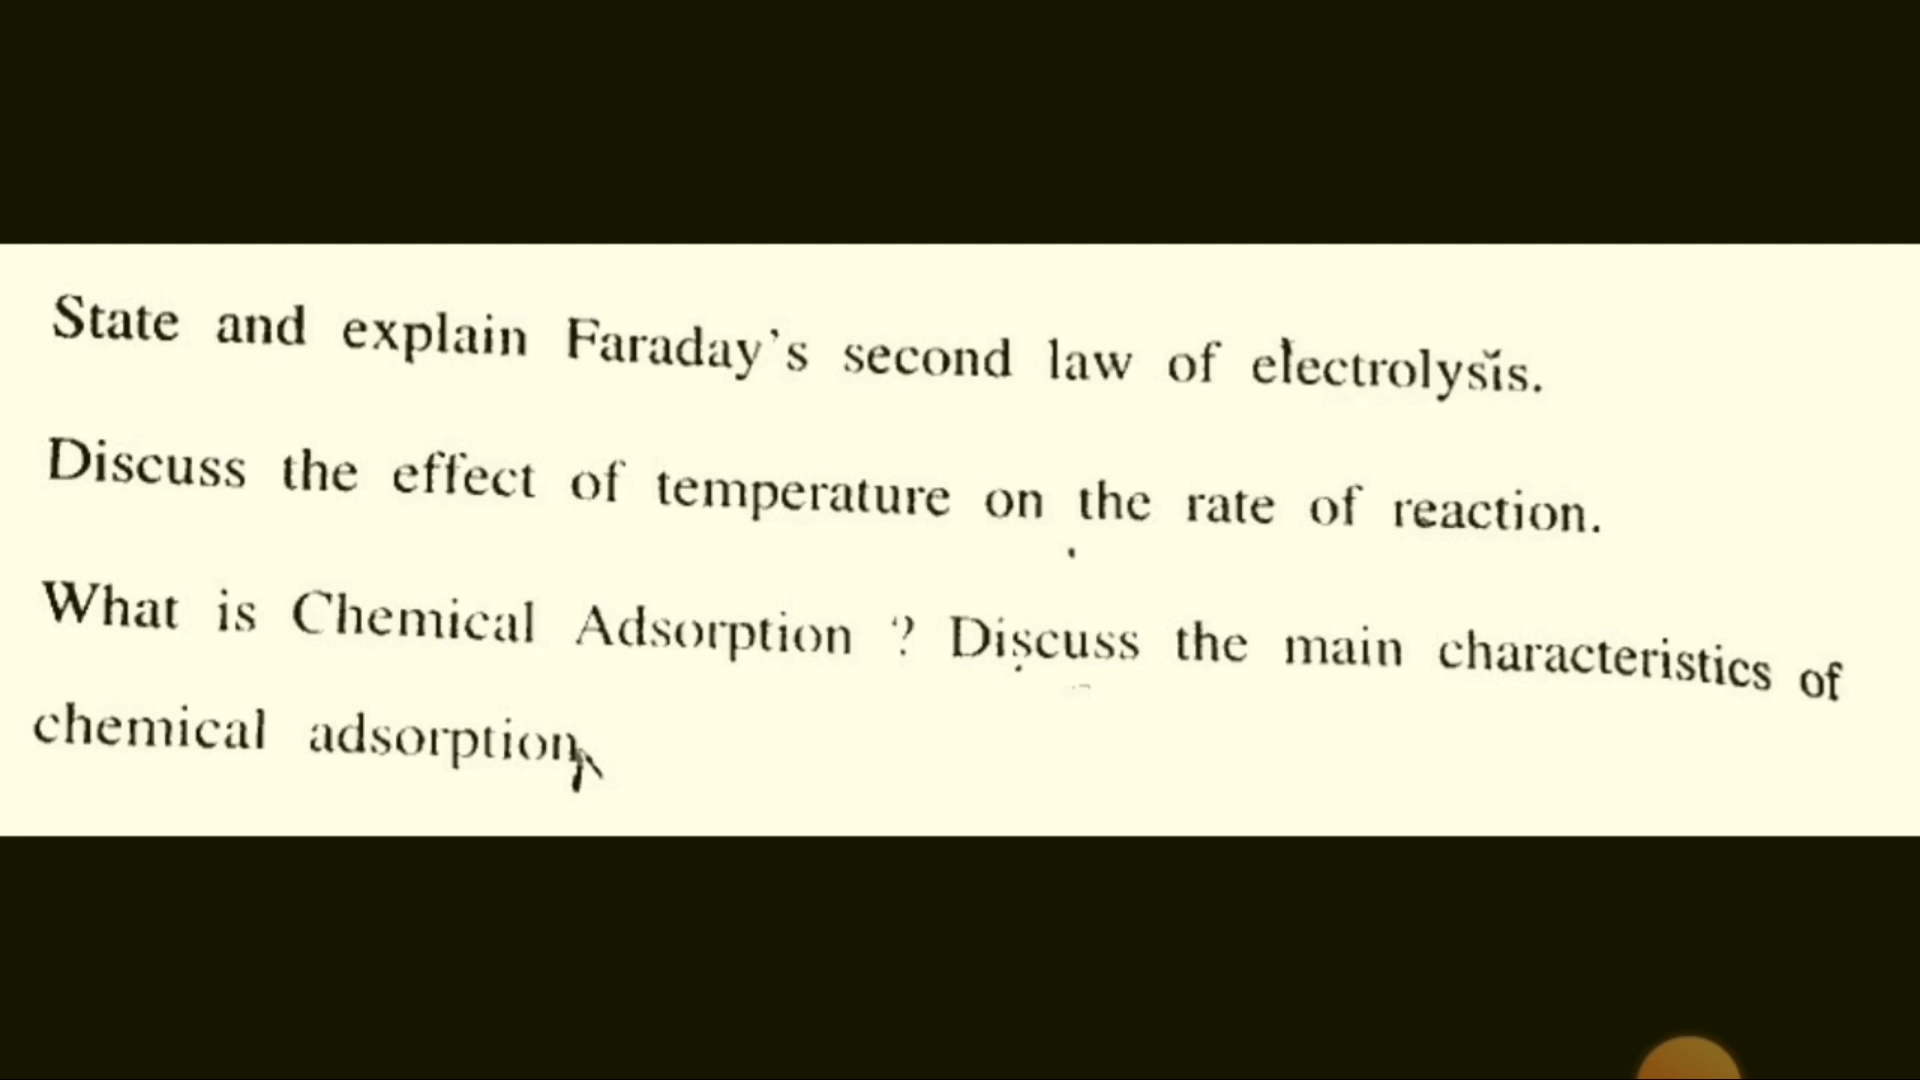 State and explain Faraday's second law of electrolysis.
Discuss the effect of temperature on the rate of reaction.
What is Chemical Adsorption ? Discuss the main characteristics of
chemical adsorption